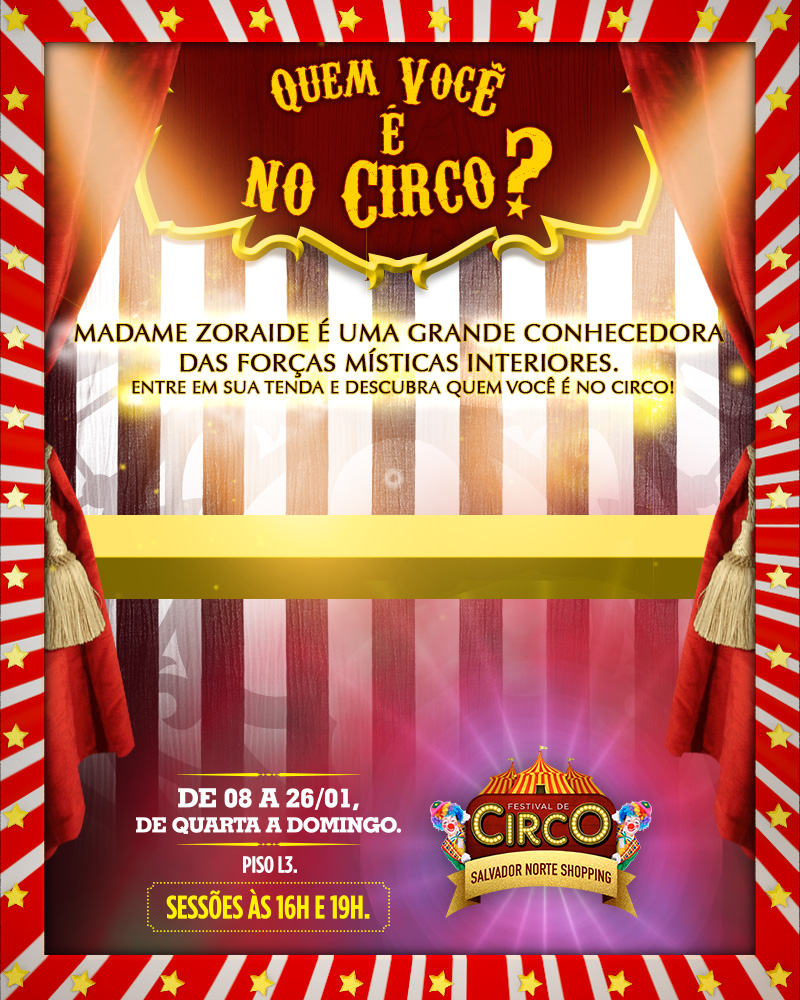 QUEM VOCÊ
É
NO CIRCO?
MADAME ZORAIDE É UMA GRANDE CONHECEDORA
DAS FORÇAS MÍSTICAS INTERIORES.
ENTRE EM SUA TENDA E DESCUBRA QUEM VOCÊ É NO CIRCO!
DE 08 A 26/01,
DE QUARTA A DOMINGO.
PISO L3.
SESSÕES ÀS 16H E 19H.
FESTIVAL DE
CIRCO
SALVADOR NORTE SHOPPING